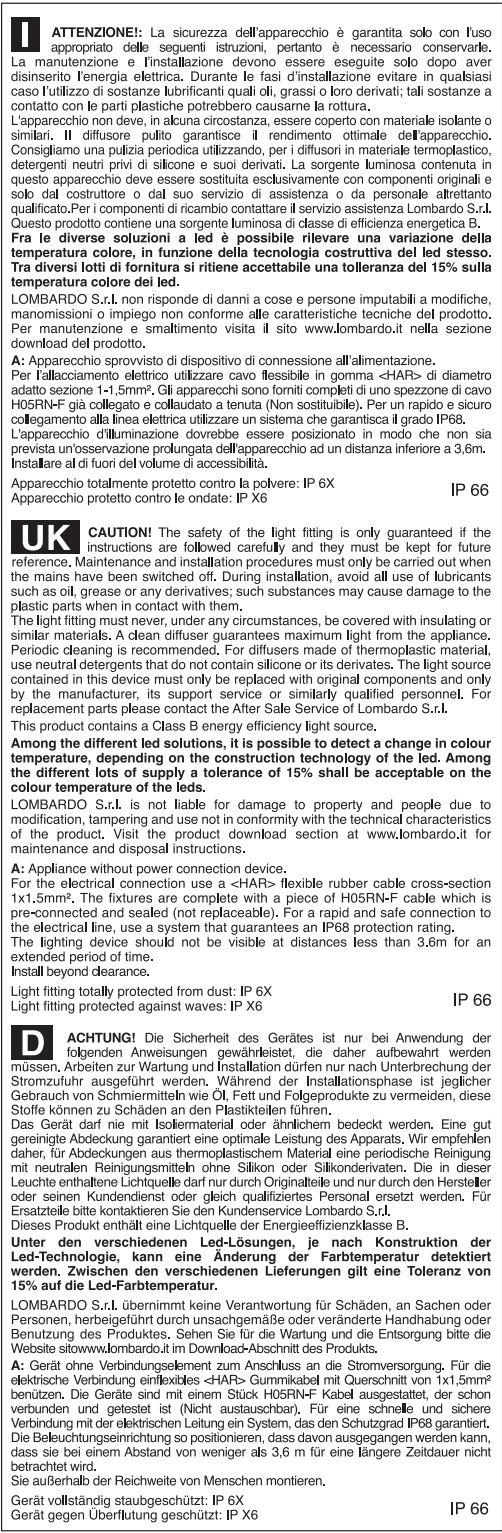 I ATTENZIONE!: La sicurezza dell'apparecchio è garantita solo con l'uso
appropriato delle seguenti istruzioni, pertanto è necessario conservarle.
La manutenzione e l'installazione devono essere eseguite solo dopo aver
disinserito l'energia elettrica. Durante le fasi d'installazione evitare in qualsiasi
caso l'utilizzo di sostanze lubrificanti quali oli, grassi o loro derivati; tali sostanze a
contatto con le parti plastiche potrebbero causarne la rottura.
L'apparecchio non deve, in alcuna circostanza, essere coperto con materiale isolante o
similari. Il diffusore pulito garantisce il rendimento ottimale dell'apparecchio.
Consigliamo una pulizia periodica utilizzando, per i diffusori in materiale termoplastico,
detergenti neutri privi di silicone e suoi derivati. La sorgente luminosa contenuta in
questo apparecchio deve essere sostituita esclusivamente con componenti originali e
solo dal costruttore o dal suo servizio di assistenza o da personale altrettanto
qualificato.Per i componenti di ricambio contattare il servizio assistenza Lombardo S.r.l.
Questo prodotto contiene una sorgente luminosa di classe di efficienza energetica B.
Fra le diverse soluzioni a led è possibile rilevare una variazione della
temperatura colore, in funzione della tecnologia costruttiva del led stesso.
Tra diversi lotti di fornitura si ritiene accettabile una tolleranza del 15% sulla
temperatura colore dei led.
LOMBARDO S.r.l. non risponde di danni a cose e persone imputabili a modifiche,
manomissioni o impiego non conforme alle caratteristiche tecniche del prodotto.
Per manutenzione e smaltimento visita il sito www.lombardo.it nella sezione
download del prodotto.
A: Apparecchio sprovvisto di dispositivo di connessione all'alimentazione.
Per l'allacciamento elettrico utilizzare cavo flessibile in gomma <HAR> di diametro
adatto sezione 1-1,5mm². Gli apparecchi sono forniti completi di uno spezzone di cavo
H05RN-F già collegato e collaudato a tenuta (Non sostituibile). Per un rapido e sicuro
collegamento alla linea elettrica utilizzare un sistema che garantisca il grado IP68.
L'apparecchio d'illuminazione dovrebbe essere posizionato in modo che non sia
prevista un'osservazione prolungata dell'apparecchio ad un distanza inferiore a 3,6m.
Installare al di fuori del volume di accessibilità.
Apparecchio totalmente protetto contro la polvere: IP 6X
Apparecchio protetto contro le ondate: IP X6
IP 66
UK CAUTION! The safety of the light fitting is only guaranteed if the
instructions are followed carefully and they must be kept for future
reference. Maintenance and installation procedures must only be carried out when
the mains have been switched off. During installation, avoid all use of lubricants
such as oil, grease or any derivatives; such substances may cause damage to the
plastic parts when in contact with them.
The light fitting must never, under any circumstances, be covered with insulating or
similar materials. A clean diffuser guarantees maximum light from the appliance.
Periodic cleaning is recommended. For diffusers made of thermoplastic material,
use neutral detergents that do not contain silicone or its derivates. The light source
contained in this device must only be replaced with original components and only
by the manufacturer, its support service or similarly qualified personnel. For
replacement parts please contact the After Sale Service of Lombardo S.r.l.
This product contains a Class B energy efficiency light source.
Among the different led solutions, it is possible to detect a change in colour
temperature, depending on the construction technology of the led. Among
the different lots of supply a tolerance of 15% shall be acceptable on the
colour temperature of the leds.
LOMBARDO S.r.l. is not liable for damage to property and people due to
modification, tampering and use not in conformity with the technical characteristics
of the product. Visit the product download section at www.lombardo.it for
maintenance and disposal instructions.
A: Appliance without power connection device.
For the electrical connection use a <HAR> flexible rubber cable cross-section
1x1.5mm². The fixtures are complete with a piece of H05RN-F cable which is
pre-connected and sealed (not replaceable). For a rapid and safe connection to
the electrical line, use a system that guarantees an IP68 protection rating.
The lighting device should not be visible at distances less than 3.6m for an
extended period of time.
Install beyond clearance.
Light fitting totally protected from dust: IP 6X
Light fitting protected against waves: IP X6
IP 66
D ACHTUNG! Die Sicherheit des Gerätes ist nur bei Anwendung der
folgenden Anweisungen gewährleistet, die daher aufbewahrt werden
müssen. Arbeiten zur Wartung und Installation dürfen nur nach Unterbrechung der
Stromzufuhr ausgeführt werden. Während der Installationsphase ist jeglicher
Gebrauch von Schmiermitteln wie Öl, Fett und Folgeprodukte zu vermeiden, diese
Stoffe können zu Schäden an den Plastikteilen führen.
Das Gerät darf nie mit Isoliermaterial oder ähnlichem bedeckt werden. Eine gut
gereinigte Abdeckung garantiert eine optimale Leistung des Apparats. Wir empfehlen
daher, für Abdeckungen aus thermoplastischem Material eine periodische Reinigung
mit neutralen Reinigungsmitteln ohne Silikon oder Silikonderivaten. Die in dieser
Leuchte enthaltene Lichtquelle darf nur durch Originalteile und nur durch den Hersteller
oder seinen Kundendienst oder gleich qualifiziertes Personal ersetzt werden. Für
Ersatzteile bitte kontaktieren Sie den Kundenservice Lombardo S.r.l.
Dieses Produkt enthält eine Lichtquelle der Energieeffizienzklasse B.
Unter den verschiedenen Led-Lösungen, je nach Konstruktion der
Led-Technologie, kann eine Änderung der Farbtemperatur detektiert
werden. Zwischen den verschiedenen Lieferungen gilt eine Toleranz von
15% auf die Led-Farbtemperatur.
LOMBARDO S.r.l. übernimmt keine Verantwortung für Schäden, an Sachen oder
Personen, herbeigeführt durch unsachgemäße oder veränderte Handhabung oder
Benutzung des Produktes. Sehen Sie für die Wartung und die Entsorgung bitte die
Website sitowww.lombardo.it im Download-Abschnitt des Produkts.
A: Gerät ohne Verbindungselement zum Anschluss an die Stromversorgung. Für die
elektrische Verbindung einflexibles <HAR> Gummikabel mit Querschnitt von 1x1,5mm²
benützen. Die Geräte sind mit einem Stück H05RN-F Kabel ausgestattet, der schon
verbunden und getestet ist (Nicht austauschbar). Für eine schnelle und sichere
Verbindung mit der elektrischen Leitung ein System, das den Schutzgrad IP68 garantiert.
Die Beleuchtungseinrichtung so positionieren, dass davon ausgegangen werden kann,
dass sie bei einem Abstand von weniger als 3,6 m für eine längere Zeitdauer nicht
betrachtet wird.
Sie außerhalb der Reichweite von Menschen montieren.
Gerät vollständig staubgeschützt: IP 6X
Gerät gegen Überflutung geschützt: IP X6
IP 66